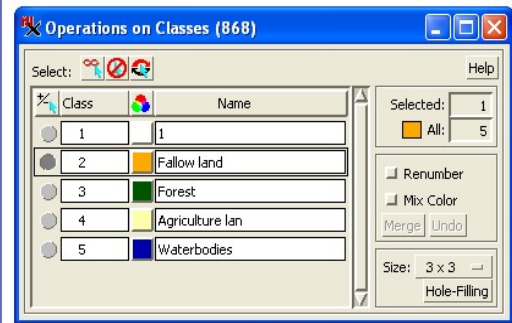 Operations on Classes (868)
Select:
Help
Class Name
1 1
2 Fallow land
3 Forest
4 Agriculture lan
5 Waterbodies
Selected: 1
All: 5
Renumber
Mix Color
Merge Undo
Size: 3 x 3
Hole-Filling